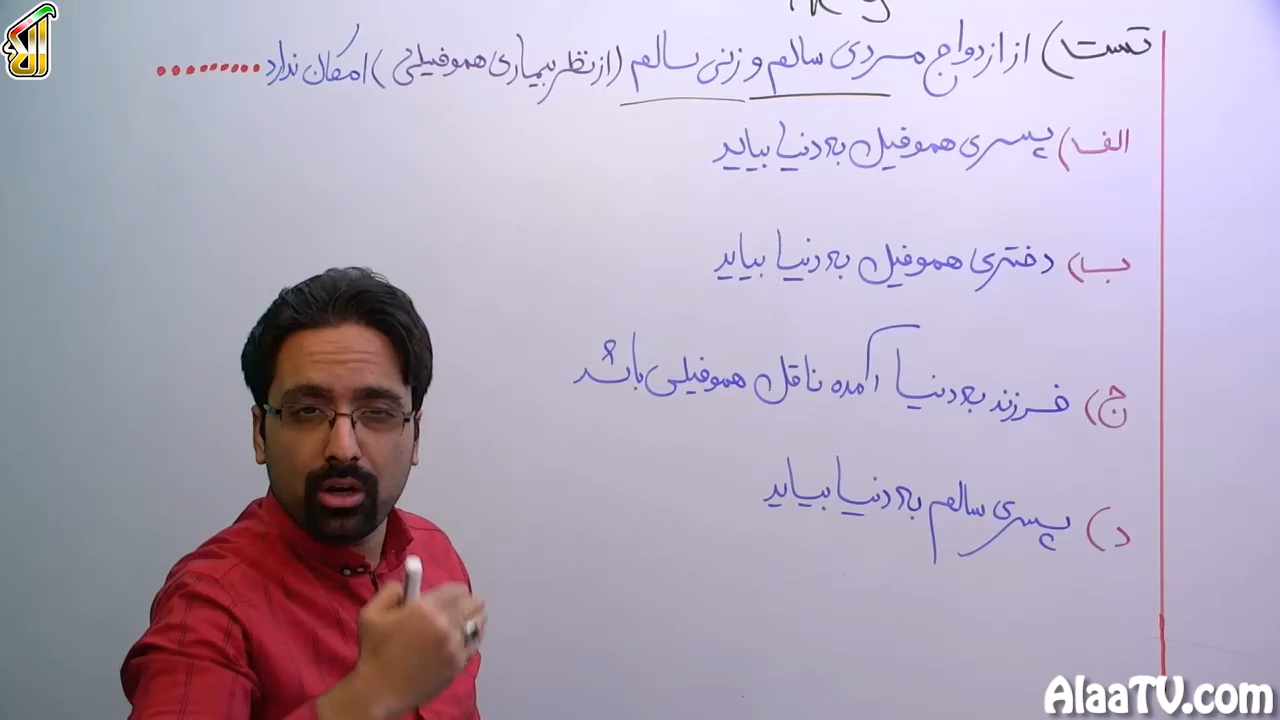 تست) از ازدواج مردی سالم و زنی سالم (از نظر بیماری هموفیلی) امکان ندارد .........
الف) پسری هموفیل به دنیا بیاید
ب) دختری هموفیل به دنیا بیاید
ج) فرزند به دنیا آمده ناقل هموفیلی باشد
د) پسری سالم به دنیا بیاید
AlaaTV.com